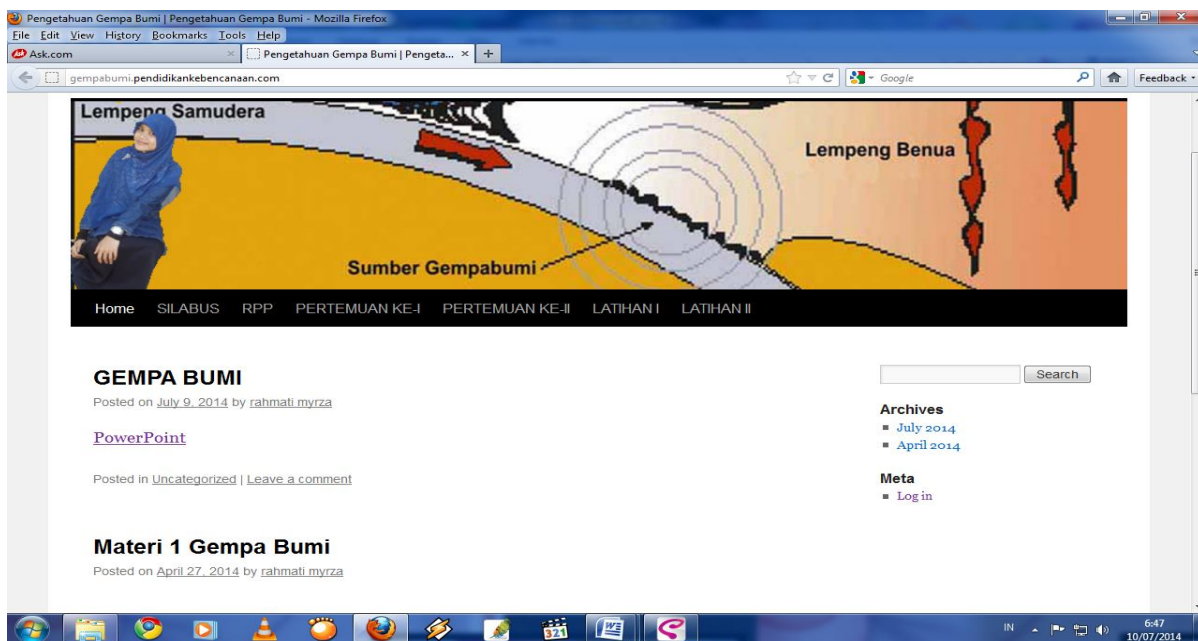 Pengetahuan Gempa Bumi | Pengetahuan Gempa Bumi - Mozilla Firefox
File Edit View History Bookmarks Tools Help
Ask.com
Pengetahuan Gempa Bumi | Pengeta...
gempabumi.pendidikankebencanaan.com
Google
Feedback
Lempeng Samudera
Lempeng Benua
Sumber Gempabumi
Home SILABUS RPP PERTEMUAN KE-I PERTEMUAN KE-II LATIHAN I LATIHAN II
GEMPA BUMI
Posted on July 9, 2014 by rahmati myrza
PowerPoint
Posted in Uncategorized | Leave a comment
Search
Archives
July 2014
April 2014
Meta
Log in
Materi 1 Gempa Bumi
Posted on April 27, 2014 by rahmati myrza
321
IN
6:47
10/07/2014